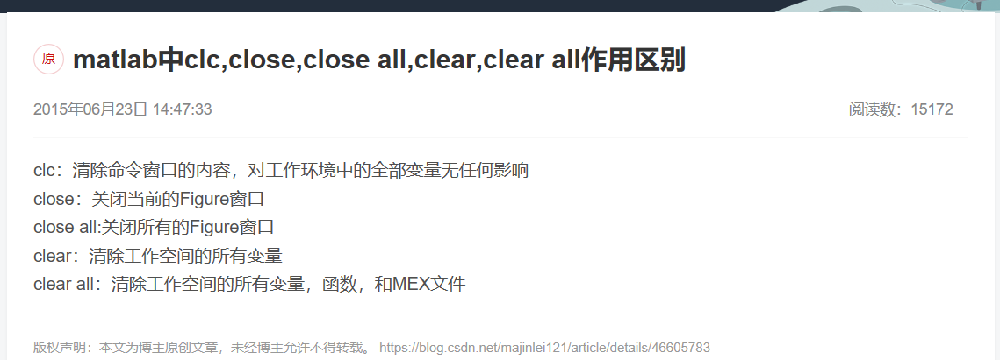 原 matlab中clc,close,close all,clear,clear all作用区别
2015年06月23日 14:47:33 阅读数：15172
clc：清除命令窗口的内容，对工作环境中的全部变量无任何影响
close：关闭当前的Figure窗口
close all:关闭所有的Figure窗口
clear：清除工作空间的所有变量
clear all：清除工作空间的所有变量，函数，和MEX文件
版权声明：本文为博主原创文章，未经博主允许不得转载。 https://blog.csdn.net/majinlei121/article/details/46605783